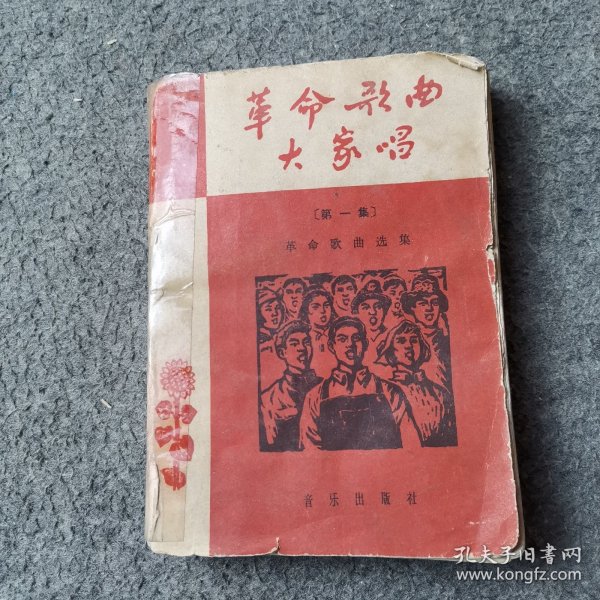 革命歌曲
大家唱
〔第一集〕
革命歌曲选集
音乐出版社
孔夫子旧书网
www.kongfz.com